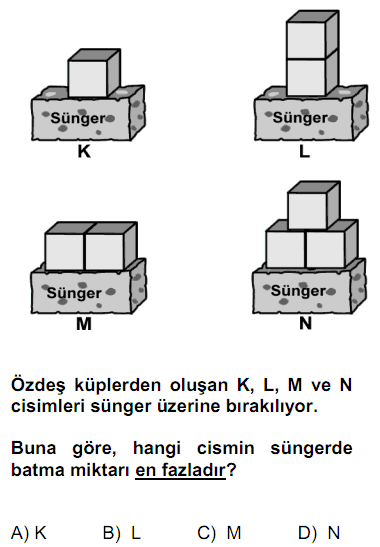 Sünger
K
Sünger
L
Sünger
M
Sünger
N
Özdeş küplerden oluşan K, L, M ve N
cisimleri sünger üzerine bırakılıyor.
Buna göre, hangi cismin süngerde
batma miktarı en fazladır?
A) K B) L C) M D) N